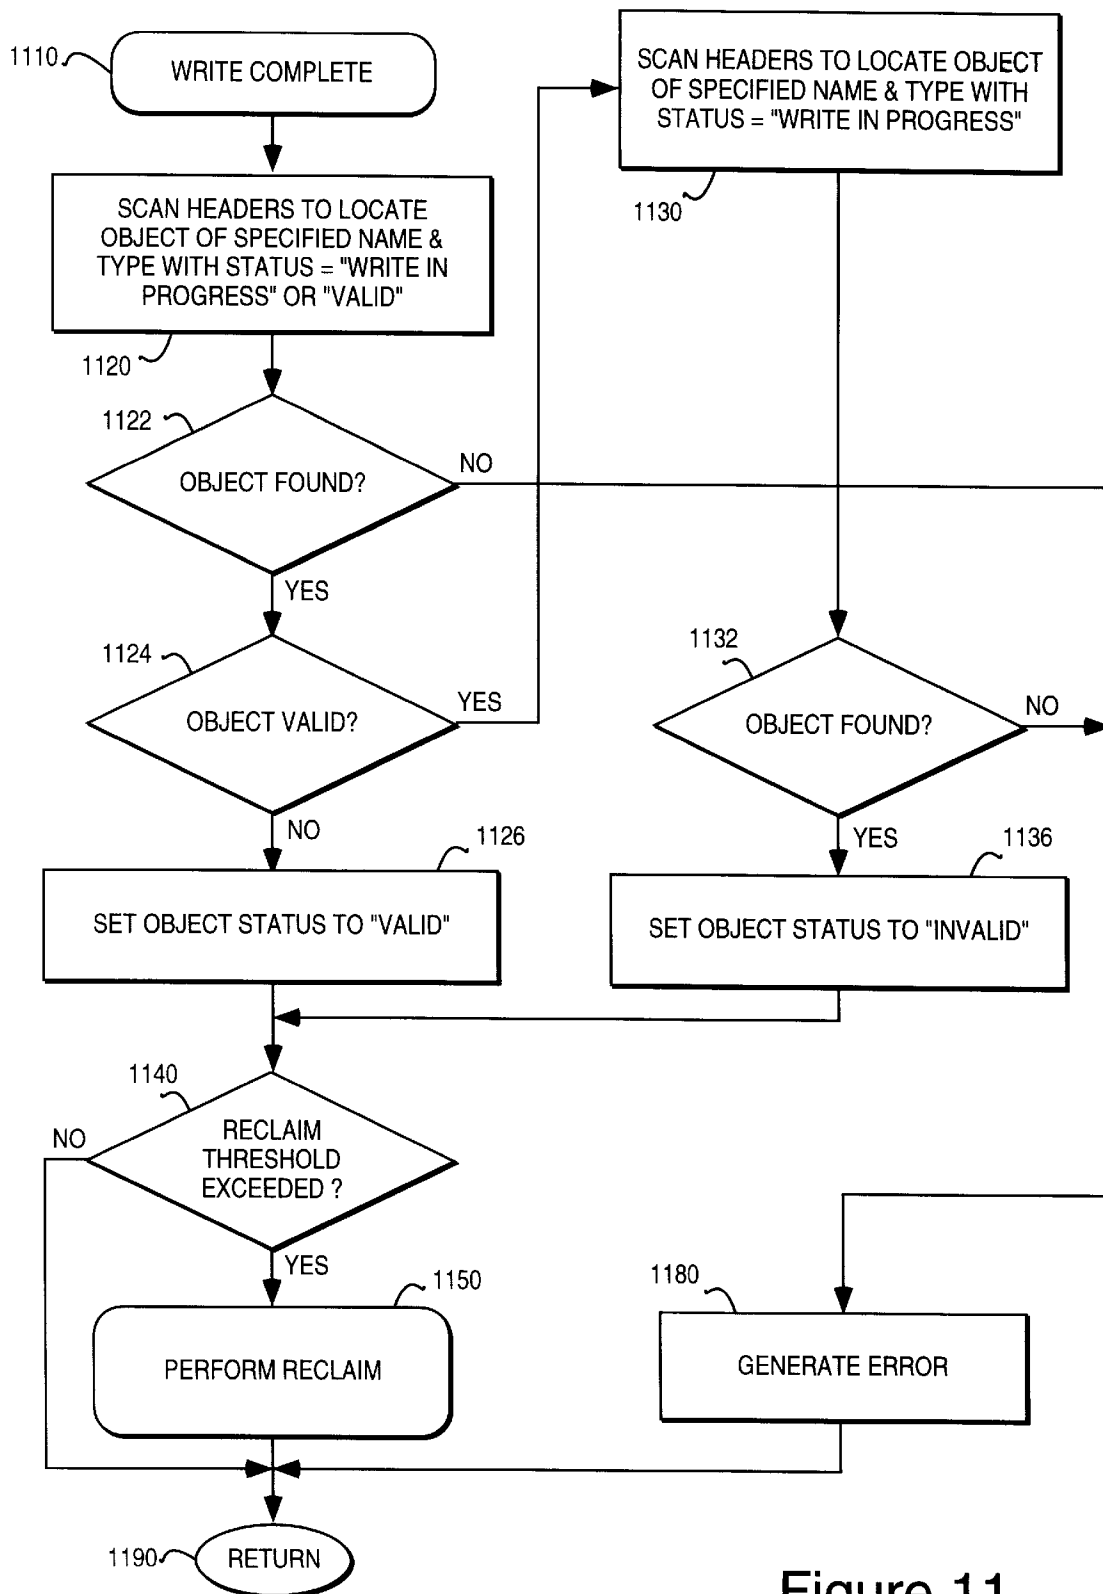 1110
WRITE COMPLETE
SCAN HEADERS TO LOCATE
OBJECT OF SPECIFIED NAME &
TYPE WITH STATUS = "WRITE IN
PROGRESS" OR "VALID"
1120
1122
OBJECT FOUND?
NO
YES
1124
OBJECT VALID?
YES
NO
1126
SET OBJECT STATUS TO "VALID"
SCAN HEADERS TO LOCATE OBJECT
OF SPECIFIED NAME & TYPE WITH
STATUS = "WRITE IN PROGRESS"
1130
1132
OBJECT FOUND?
NO
YES
1136
SET OBJECT STATUS TO "INVALID"
1140
RECLAIM
THRESHOLD
EXCEEDED ?
NO
YES
1150
PERFORM RECLAIM
1180
GENERATE ERROR
1190
RETURN
Figure 11